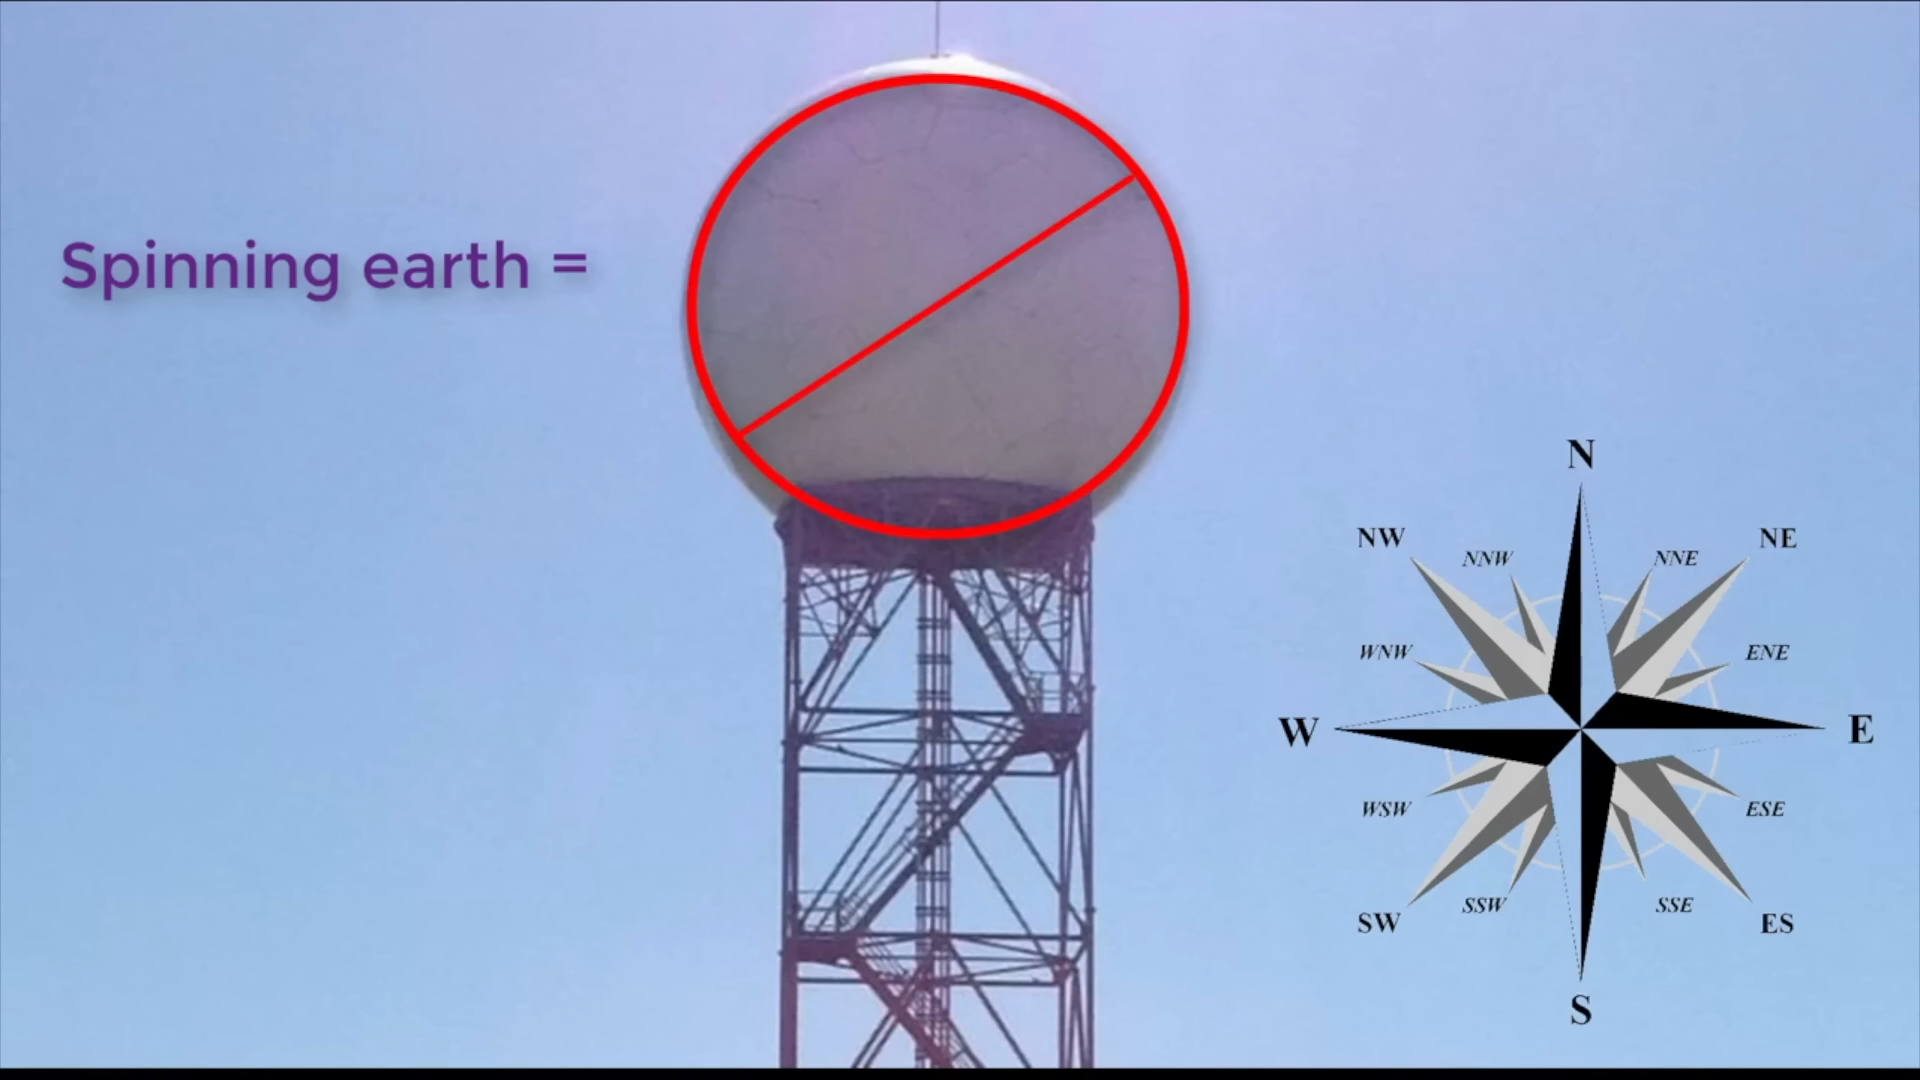 Spinning earth =
N
NW
NNW
NNE
NE
WNW
ENE
W
E
WSW
ESE
SW
SSW
SSE
ES
S